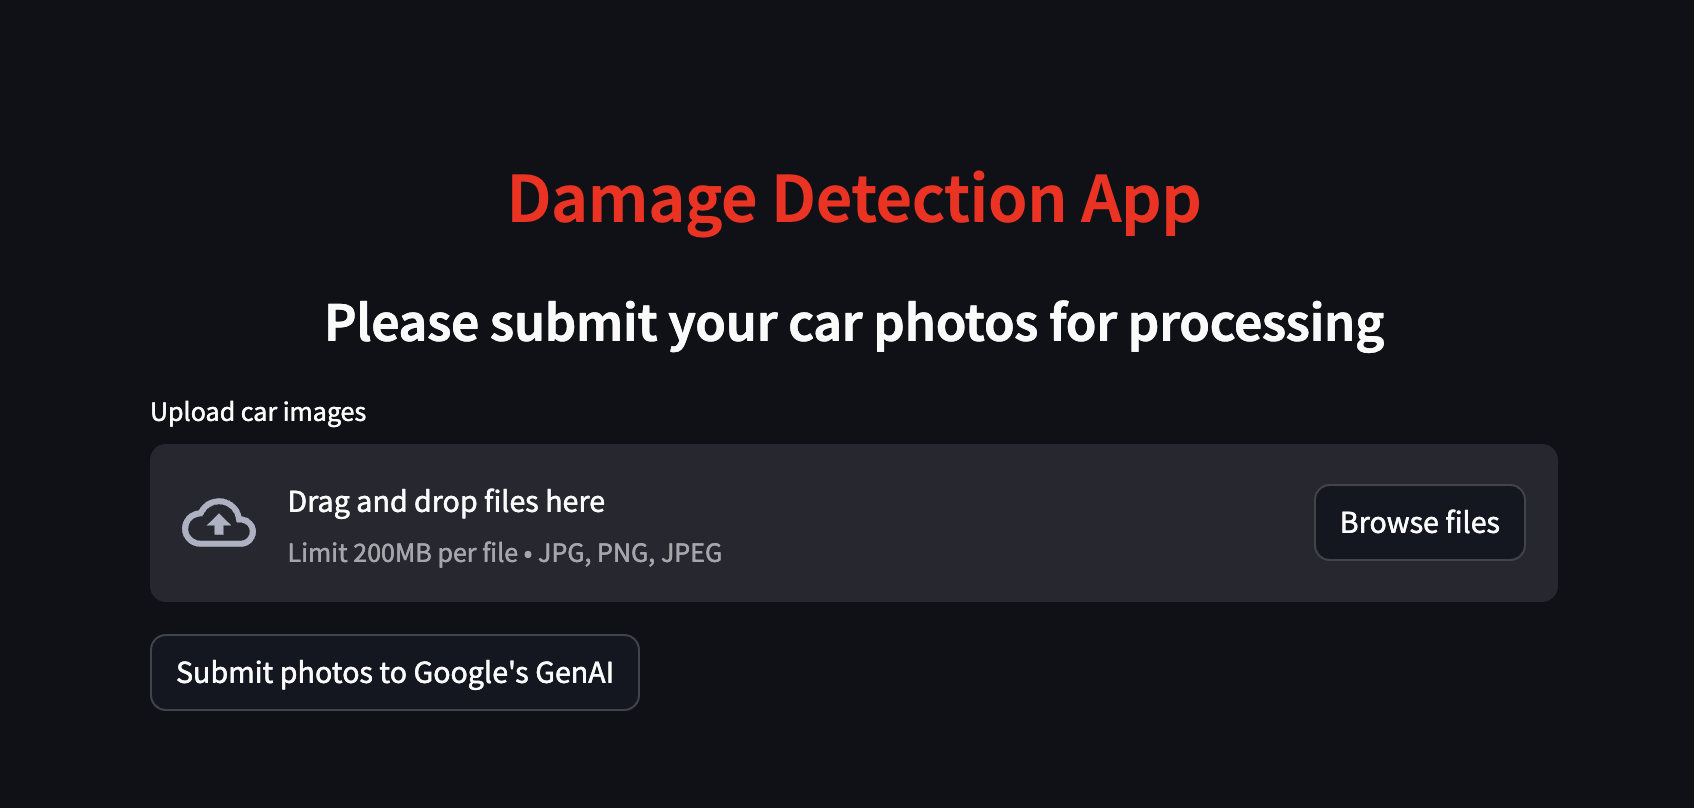 Damage Detection App
Please submit your car photos for processing
Upload car images
Drag and drop files here
Limit 200MB per file • JPG, PNG, JPEG
Browse files
Submit photos to Google's GenAI